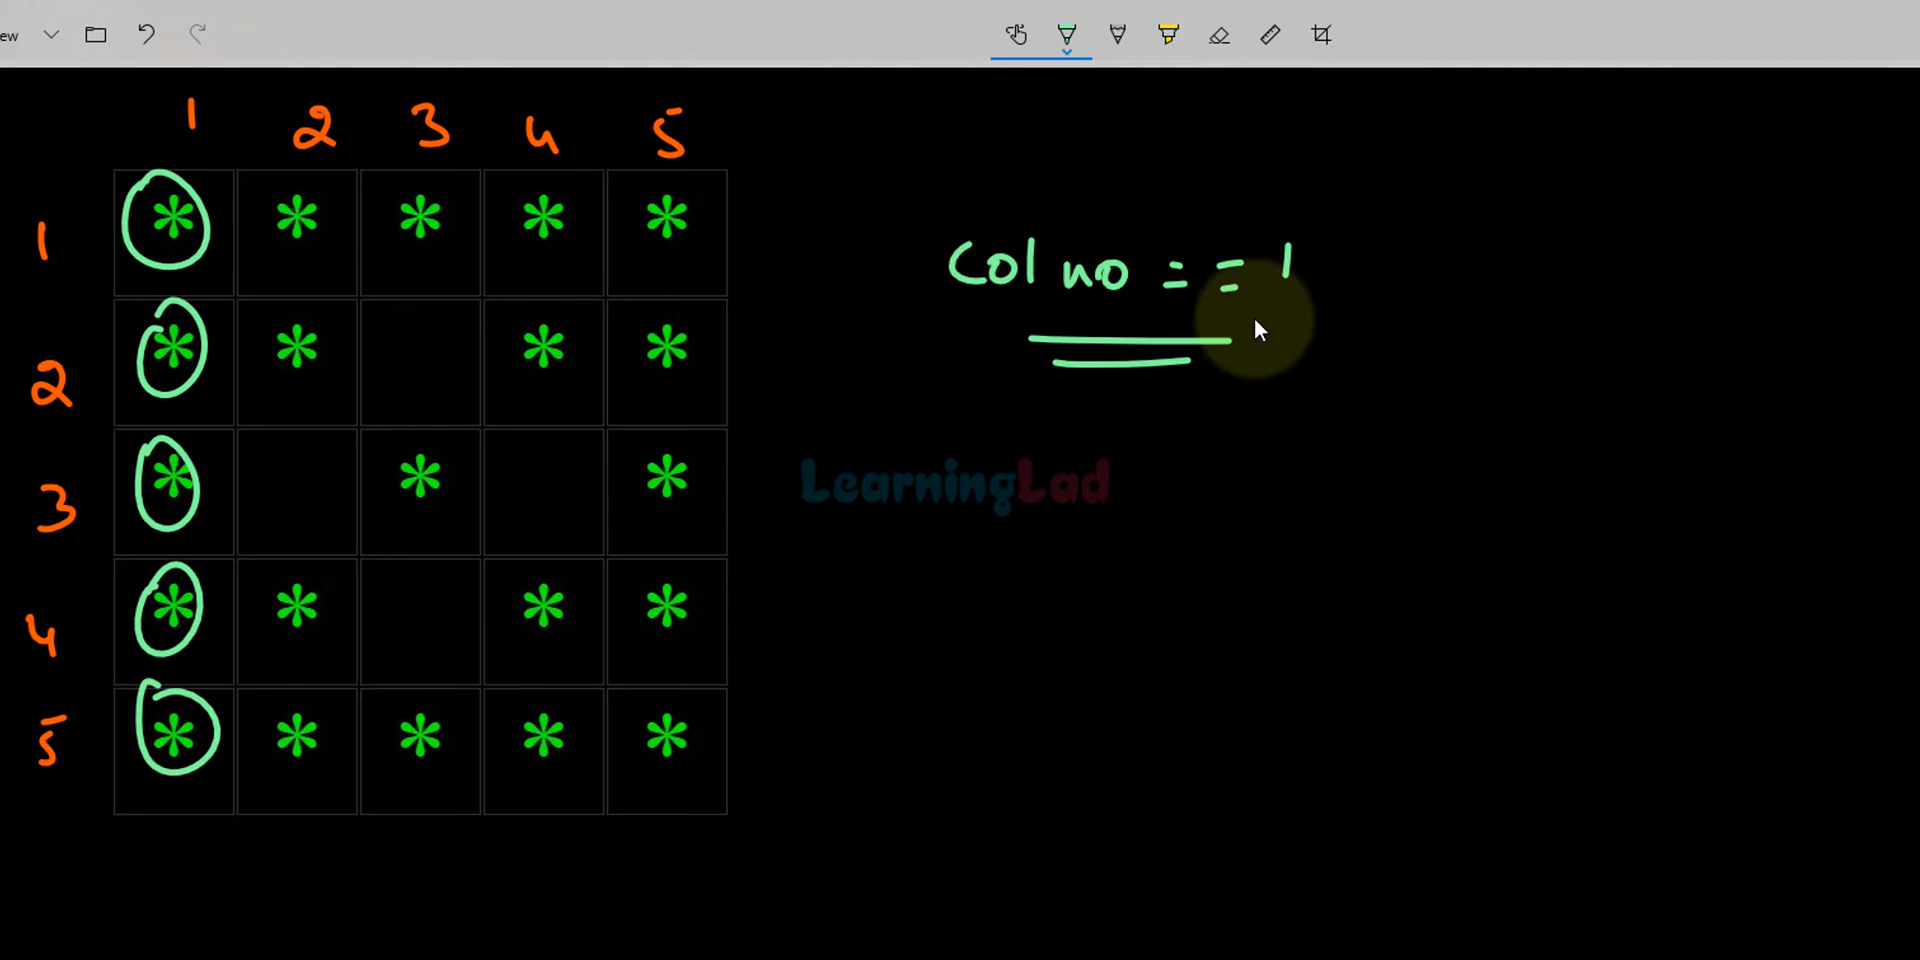 ew
1 2 3 4 5
1 * * * * *
2 * * * *
3 * * *
4 * * * *
5 * * * * *
Col no == 1
LearningLad